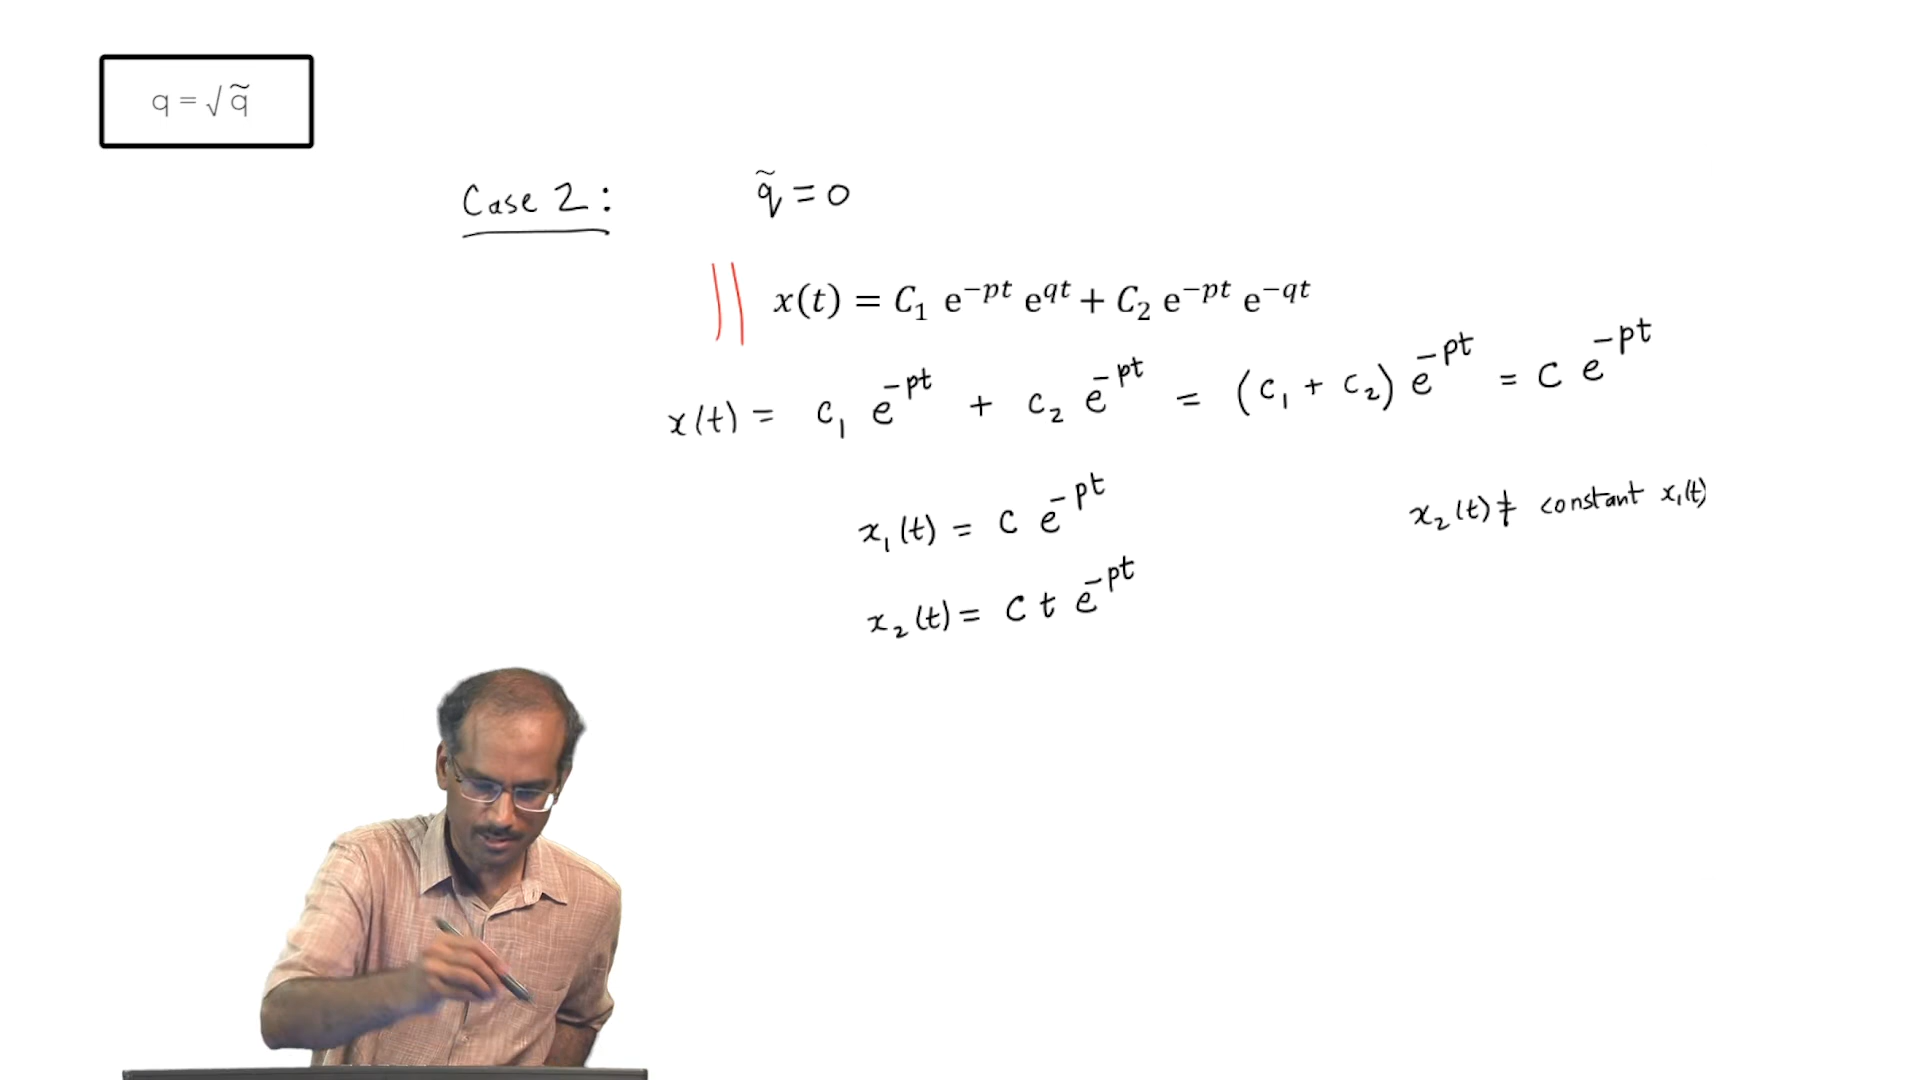 q = √q̃
Case 2: q̃ = 0
x(t) = C₁ e^{-pt} e^{qt} + C₂ e^{-pt} e^{-qt}
x(t) = c₁ e^{-pt} + c₂ e^{-pt} = (c₁ + c₂) e^{-pt} = c e^{-pt}
x₁(t) = c e^{-pt}
x₂(t) ≠ constant x₁(t)
x₂(t) = c t e^{-pt}